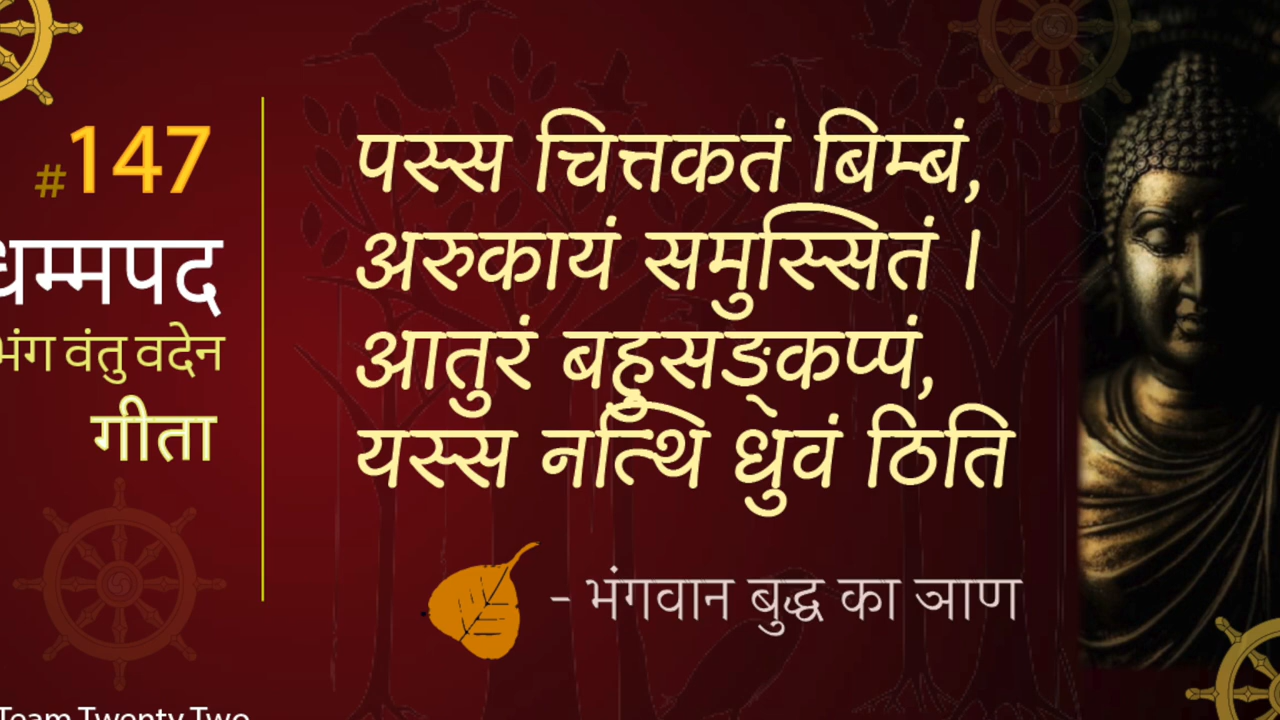 #147
धम्मपद
भंग वंतु वदेन
गीता
पस्स चित्तकतं बिम्बं,
अरुकायं समुस्सितं ।
आतुरं बहुसङ्कप्पं,
यस्स नत्थि धुवं ठिति
- भंगवान बुद्ध का ञाण
Team Twenty Two